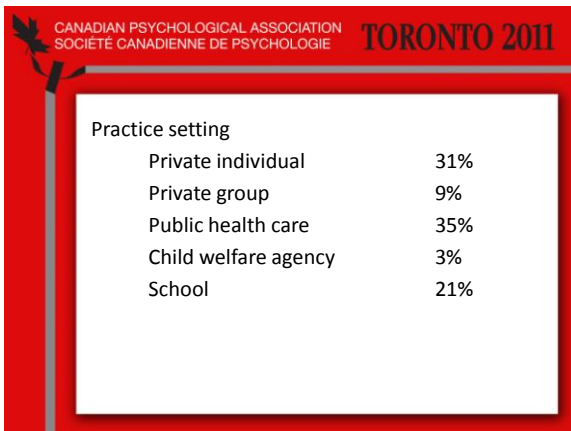 CANADIAN PSYCHOLOGICAL ASSOCIATION
SOCIÉTÉ CANADIENNE DE PSYCHOLOGIE
TORONTO 2011
Practice setting
Private individual 31%
Private group 9%
Public health care 35%
Child welfare agency 3%
School 21%